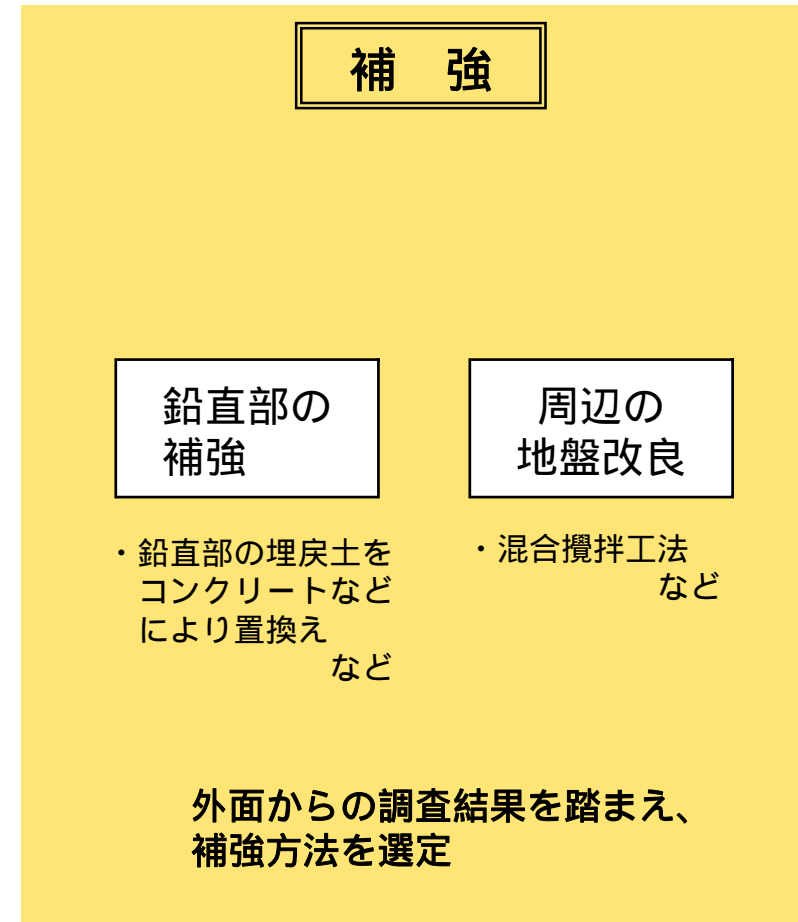 補　強
鉛直部の
補強
・鉛直部の埋戻土を
コンクリートなど
により置換え
など
周辺の
地盤改良
・混合攪拌工法
など
外面からの調査結果を踏まえ、
補強方法を選定